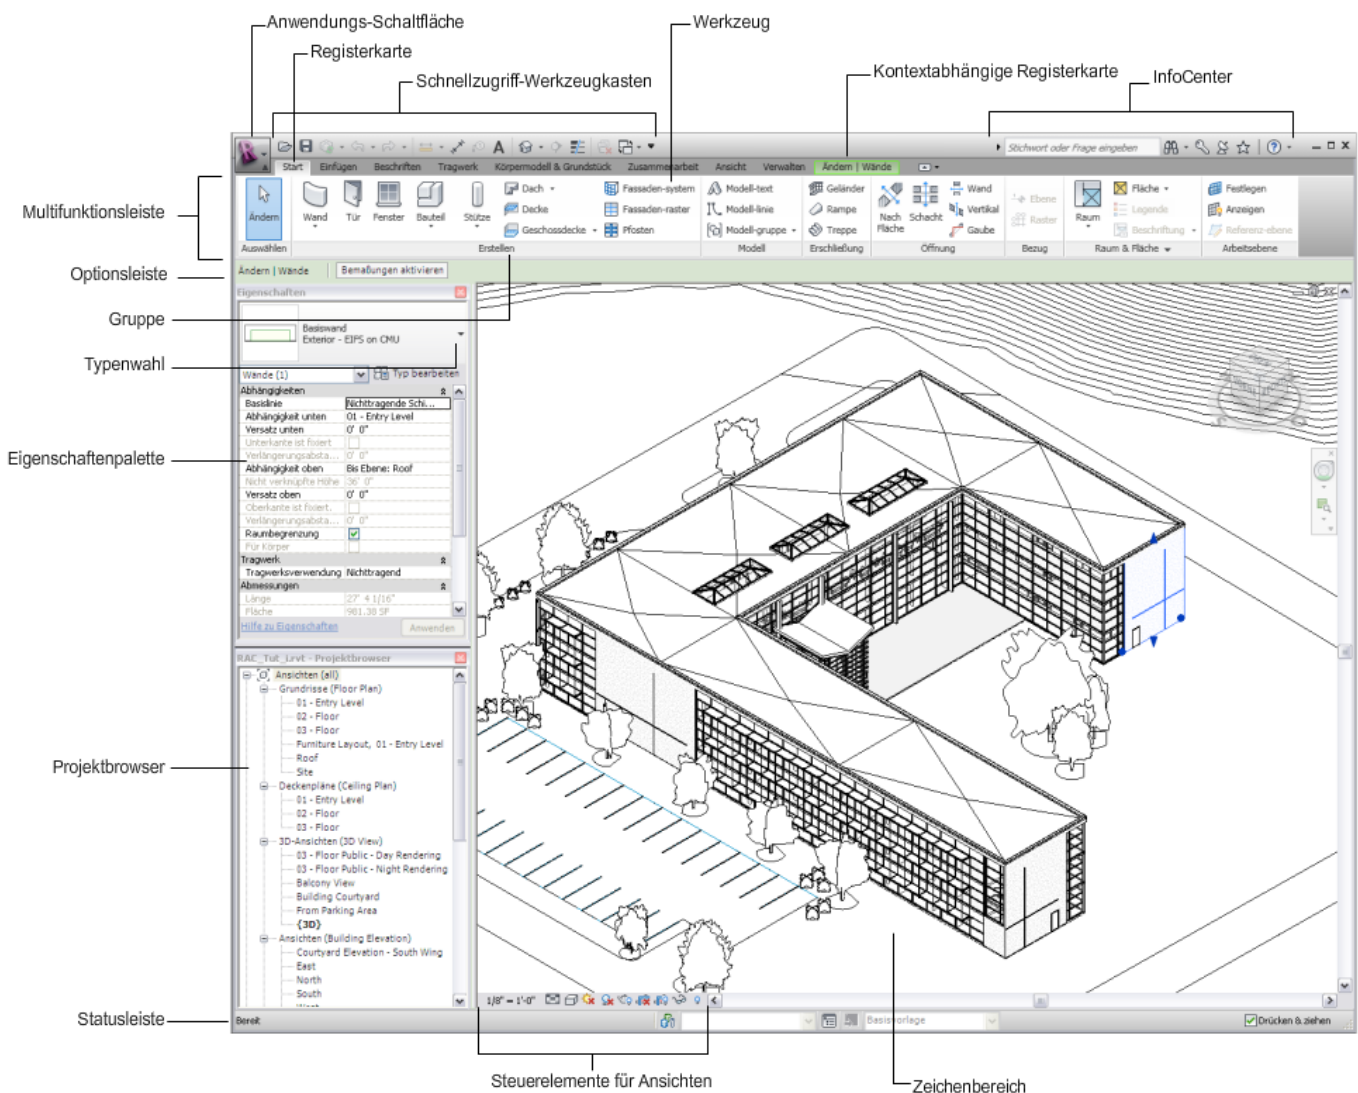 Anwendungs-Schaltfläche
Werkzeug
Registerkarte
Schnellzugriff-Werkzeugkasten
Kontextabhängige Registerkarte
InfoCenter
Stichwort oder Frage eingeben
Start Einfügen Beschriften Tragwerk Körpermodell & Grundstück Zusammenarbeit Ansicht Verwalten Ändern | Wände
Multifunktionsleiste
Ändern
Wand
Tür
Fenster
Bauteil
Stütze
Dach
Decke
Geschossdecke
Fassaden-system
Fassaden-raster
Pfosten
Modell-text
Modell-linie
Modell-gruppe
Geländer
Rampe
Treppe
Nach Fläche
Schacht
Wand
Vertikal
Gaube
Ebene
Raster
Raum
Fläche
Legende
Beschriftung
Festlegen
Anzeigen
Referenz-ebene
Auswählen Erstellen Modell Erschließung Öffnung Bezug Raum & Fläche Arbeitsebene
Optionsleiste
Ändern | Wände Bemaßungen aktivieren
Gruppe
Typenwahl
Eigenschaftenpalette
Eigenschaften
Basiswand
Exterior - EIFS on CMU
Wände (1) Typ bearbeiten
Abhängigkeiten
Basislinie Nichttragende Schi...
Abhängigkeit unten 01 - Entry Level
Versatz unten 0' 0"
Unterkante ist fixiert
Verlängerungsabsta... 0' 0"
Abhängigkeit oben Bis Ebene: Roof
Nicht verknüpfte Höhe 36' 0"
Versatz oben 0' 0"
Oberkante ist fixiert.
Verlängerungsabsta... 0' 0"
Raumbegrenzung
Für Körper
Tragwerk
Tragwerksverwendung Nichttragend
Abmessungen
Länge 27' 4 1/16"
Fläche 981.38 SF
Hilfe zu Eigenschaften Anwenden
Projektbrowser
RAC_Tut_I.rvt - Projektbrowser
Ansichten (all)
Grundrisse (Floor Plan)
01 - Entry Level
02 - Floor
03 - Floor
Furniture Layout, 01 - Entry Level
Roof
Site
Deckenpläne (Ceiling Plan)
01 - Entry Level
02 - Floor
03 - Floor
3D-Ansichten (3D View)
03 - Floor Public - Day Rendering
03 - Floor Public - Night Rendering
Balcony View
Building Courtyard
From Parking Area
{3D}
Ansichten (Building Elevation)
Courtyard Elevation - South Wing
East
North
South
West
1/8" = 1'-0"
Statusleiste
Bereit Basisvorlage Drücken & ziehen
Steuerelemente für Ansichten
Zeichenbereich